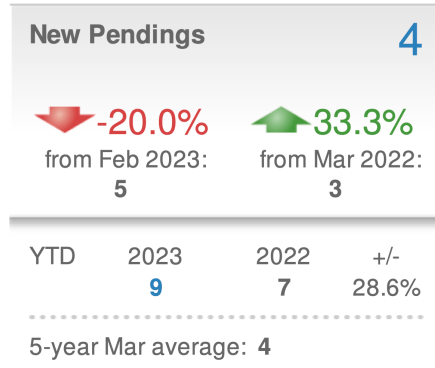 New Pendings 4
-20.0% 33.3%
from Feb 2023: from Mar 2022:
5 3
YTD 2023 2022 +/-
9 7 28.6%
5-year Mar average: 4